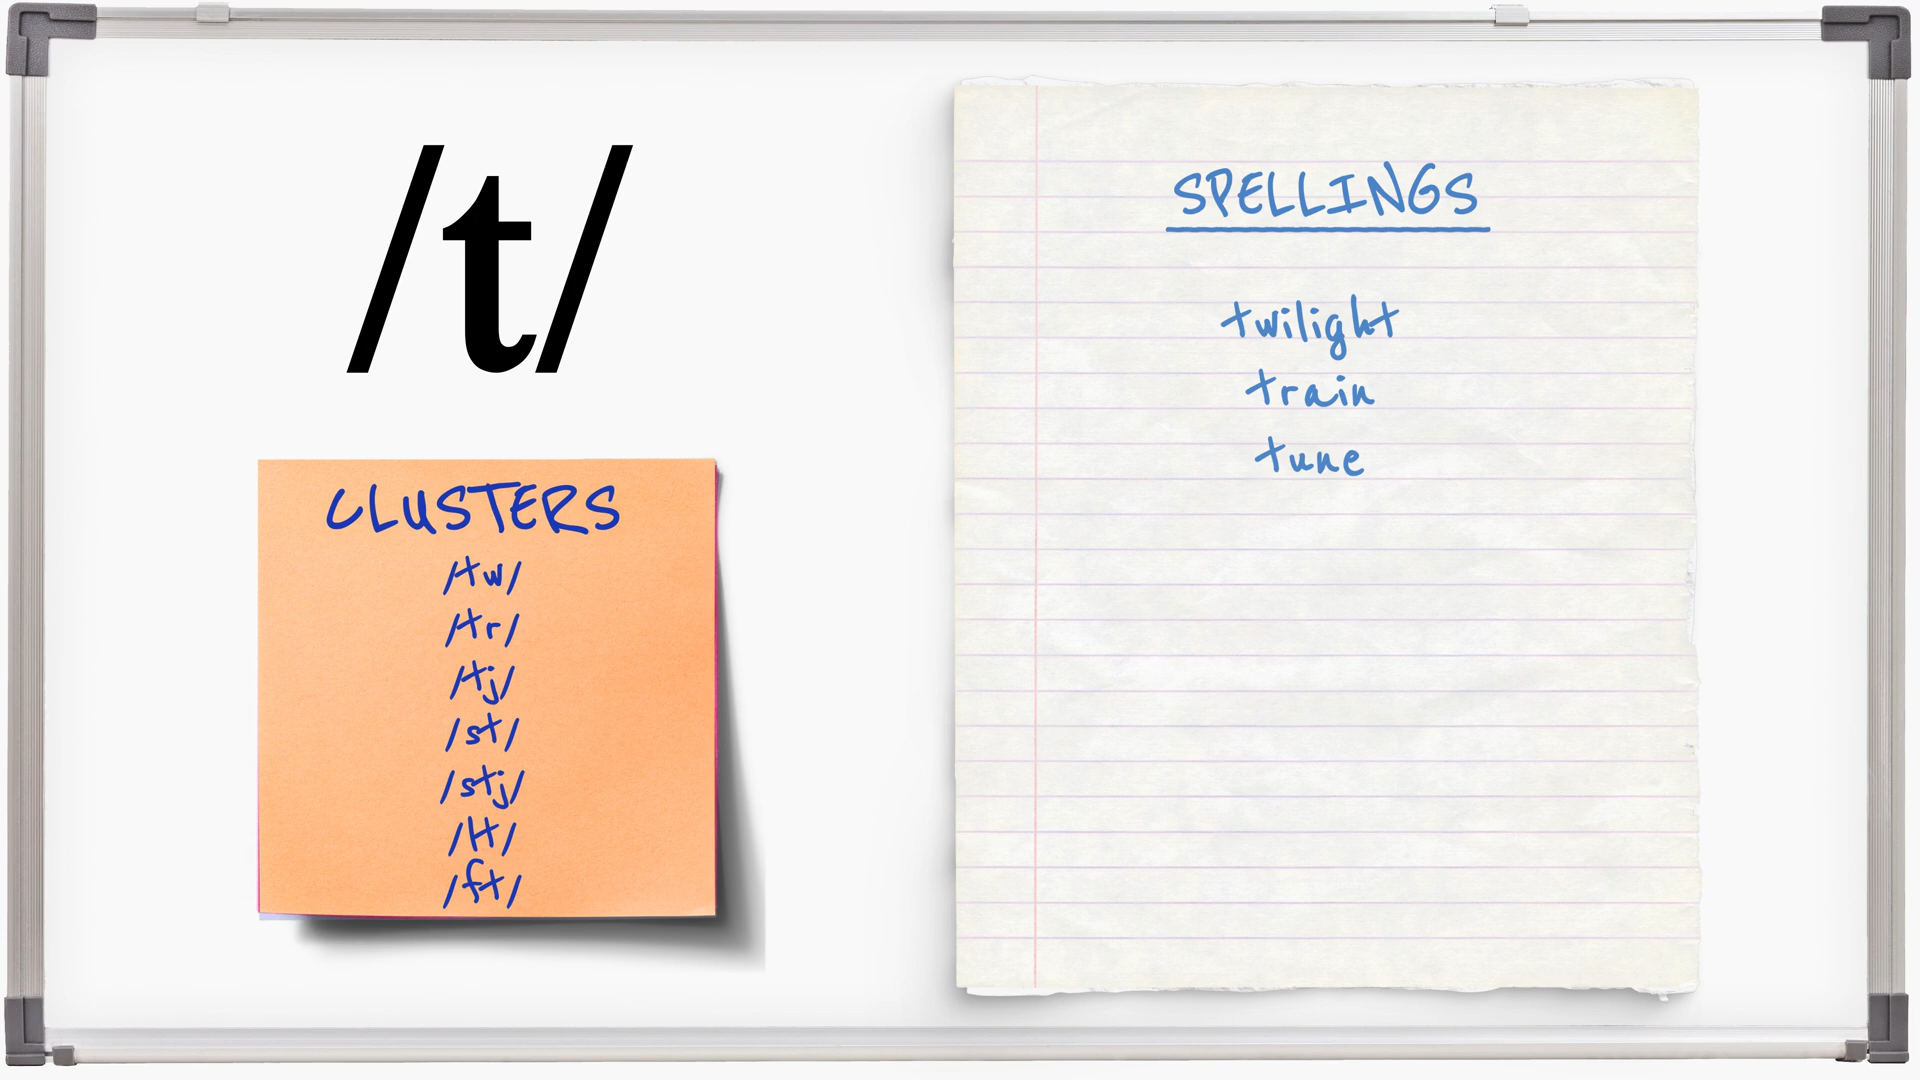 /t/
CLUSTERS
/tw/
/tr/
/tj/
/st/
/stj/
/lt/
/ft/
SPELLINGS
twilight
train
tune